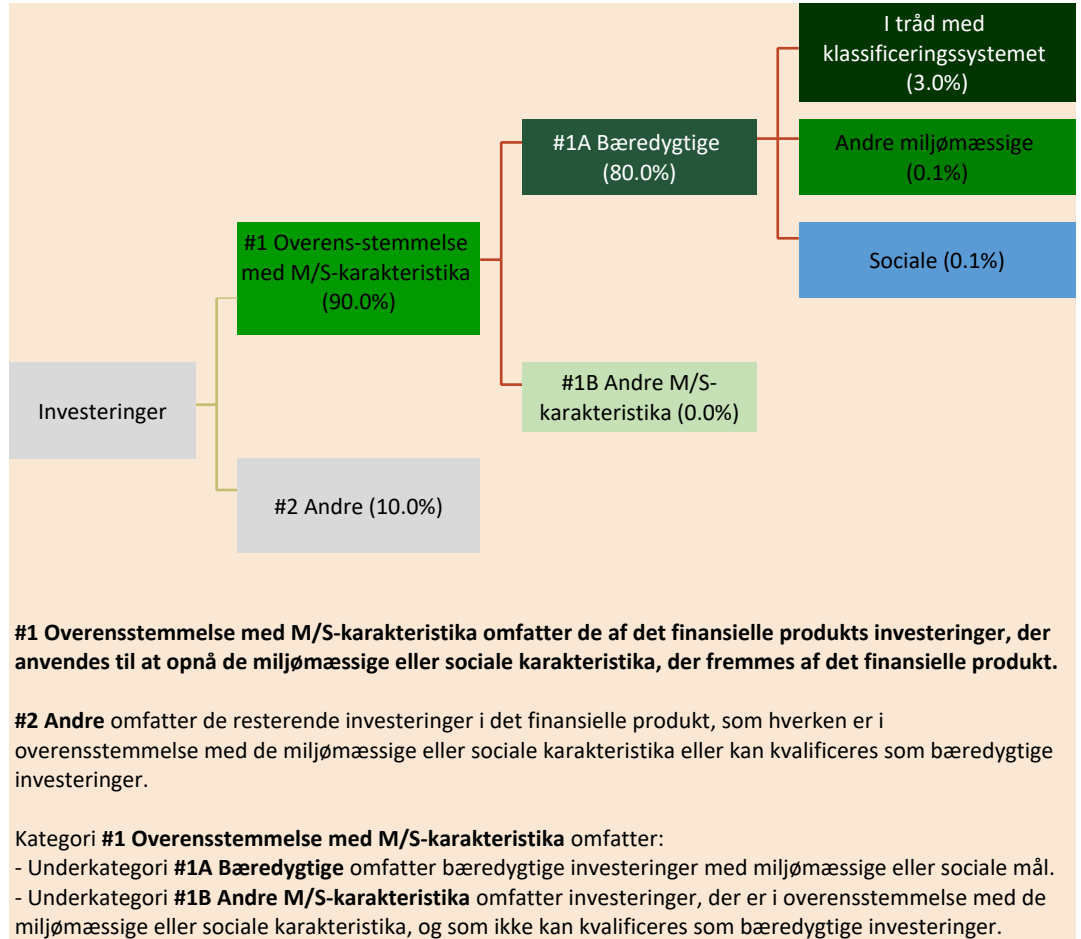 I tråd med
klassificeringssystemet
(3.0%)
#1A Bæredygtige
(80.0%)
Andre miljømæssige
(0.1%)
#1 Overens-stemmelse
med M/S-karakteristika
(90.0%)
Sociale (0.1%)
Investeringer
#1B Andre M/S-
karakteristika (0.0%)
#2 Andre (10.0%)
#1 Overensstemmelse med M/S-karakteristika omfatter de af det finansielle produkts investeringer, der
anvendes til at opnå de miljømæssige eller sociale karakteristika, der fremmes af det finansielle produkt.
#2 Andre omfatter de resterende investeringer i det finansielle produkt, som hverken er i
overensstemmelse med de miljømæssige eller sociale karakteristika eller kan kvalificeres som bæredygtige
investeringer.
Kategori #1 Overensstemmelse med M/S-karakteristika omfatter:
- Underkategori #1A Bæredygtige omfatter bæredygtige investeringer med miljømæssige eller sociale mål.
- Underkategori #1B Andre M/S-karakteristika omfatter investeringer, der er i overensstemmelse med de
miljømæssige eller sociale karakteristika, og som ikke kan kvalificeres som bæredygtige investeringer.